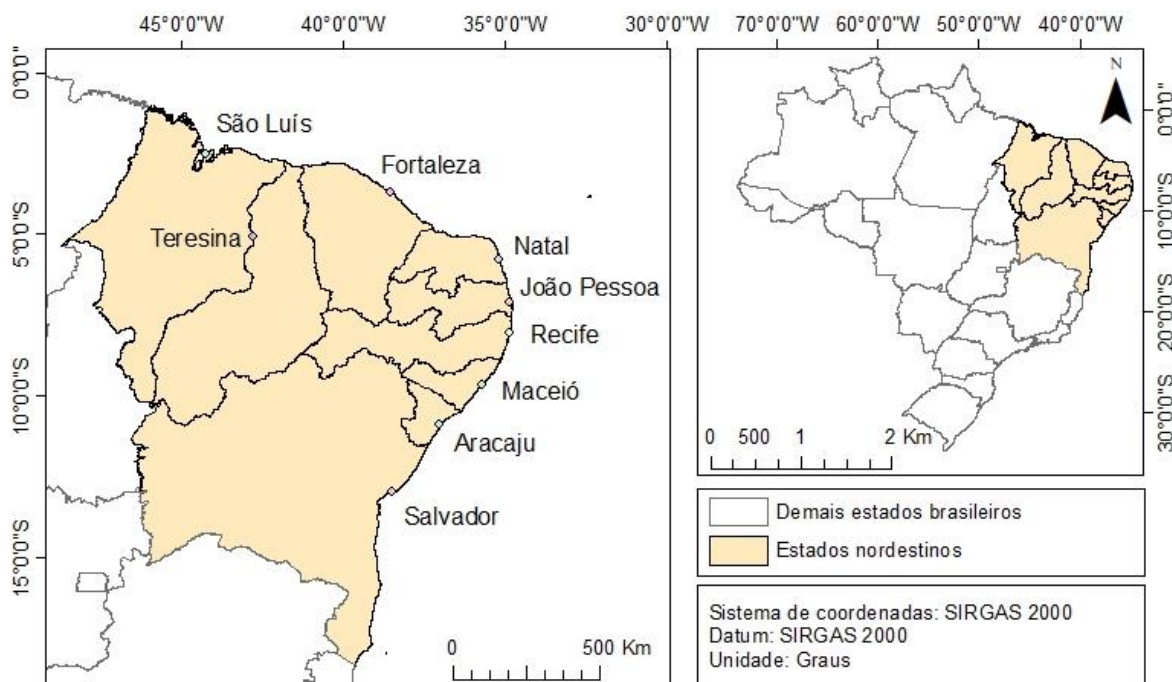 45°0'0"W 40°0'0"W 35°0'0"W 30°0'0"W
0°0'0"
5°0'0"S
10°0'0"S
15°0'0"S
São Luís
Fortaleza
Teresina
Natal
João Pessoa
Recife
Maceió
Aracaju
Salvador
0 500 Km
70°0'0"W 60°0'0"W 50°0'0"W 40°0'0"W
N
0°0'0"
10°0'0"S
20°0'0"S
30°0'0"S
0 500 1 2 Km
Demais estados brasileiros
Estados nordestinos
Sistema de coordenadas: SIRGAS 2000
Datum: SIRGAS 2000
Unidade: Graus